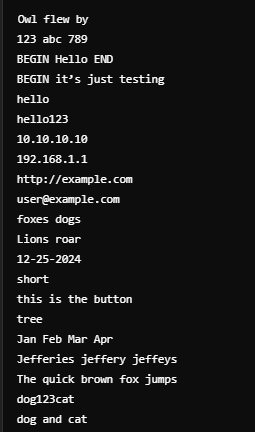 Owl flew by
123 abc 789
BEGIN Hello END
BEGIN it’s just testing
hello
hello123
10.10.10.10
192.168.1.1
http://example.com
user@example.com
foxes dogs
Lions roar
12-25-2024
short
this is the button
tree
Jan Feb Mar Apr
Jefferies jeffery jeffeys
The quick brown fox jumps
dog123cat
dog and cat